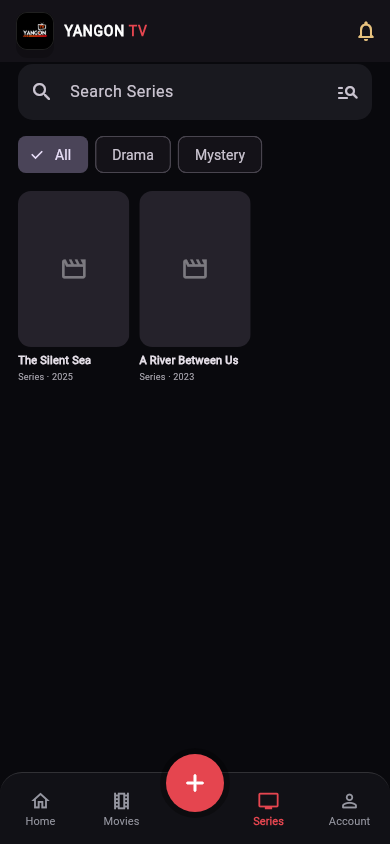 YANGON
YANGON TV
Search Series
All
Drama
Mystery
The Silent Sea
A River Between Us
Series · 2025
Series · 2023
Home
Movies
Series
Account